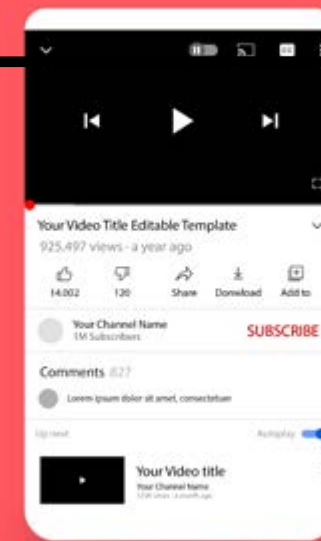 CC
Your Video Title Editable Template
925,497 views - a year ago
14.002 120 Share Download Add to
Your Channel Name SUBSCRIBE
1M Subscribers
Comments 827
Lorem ipsum dolor sit amet, consectetuer
Up next Autoplay
Your Video title
Your Channel Name